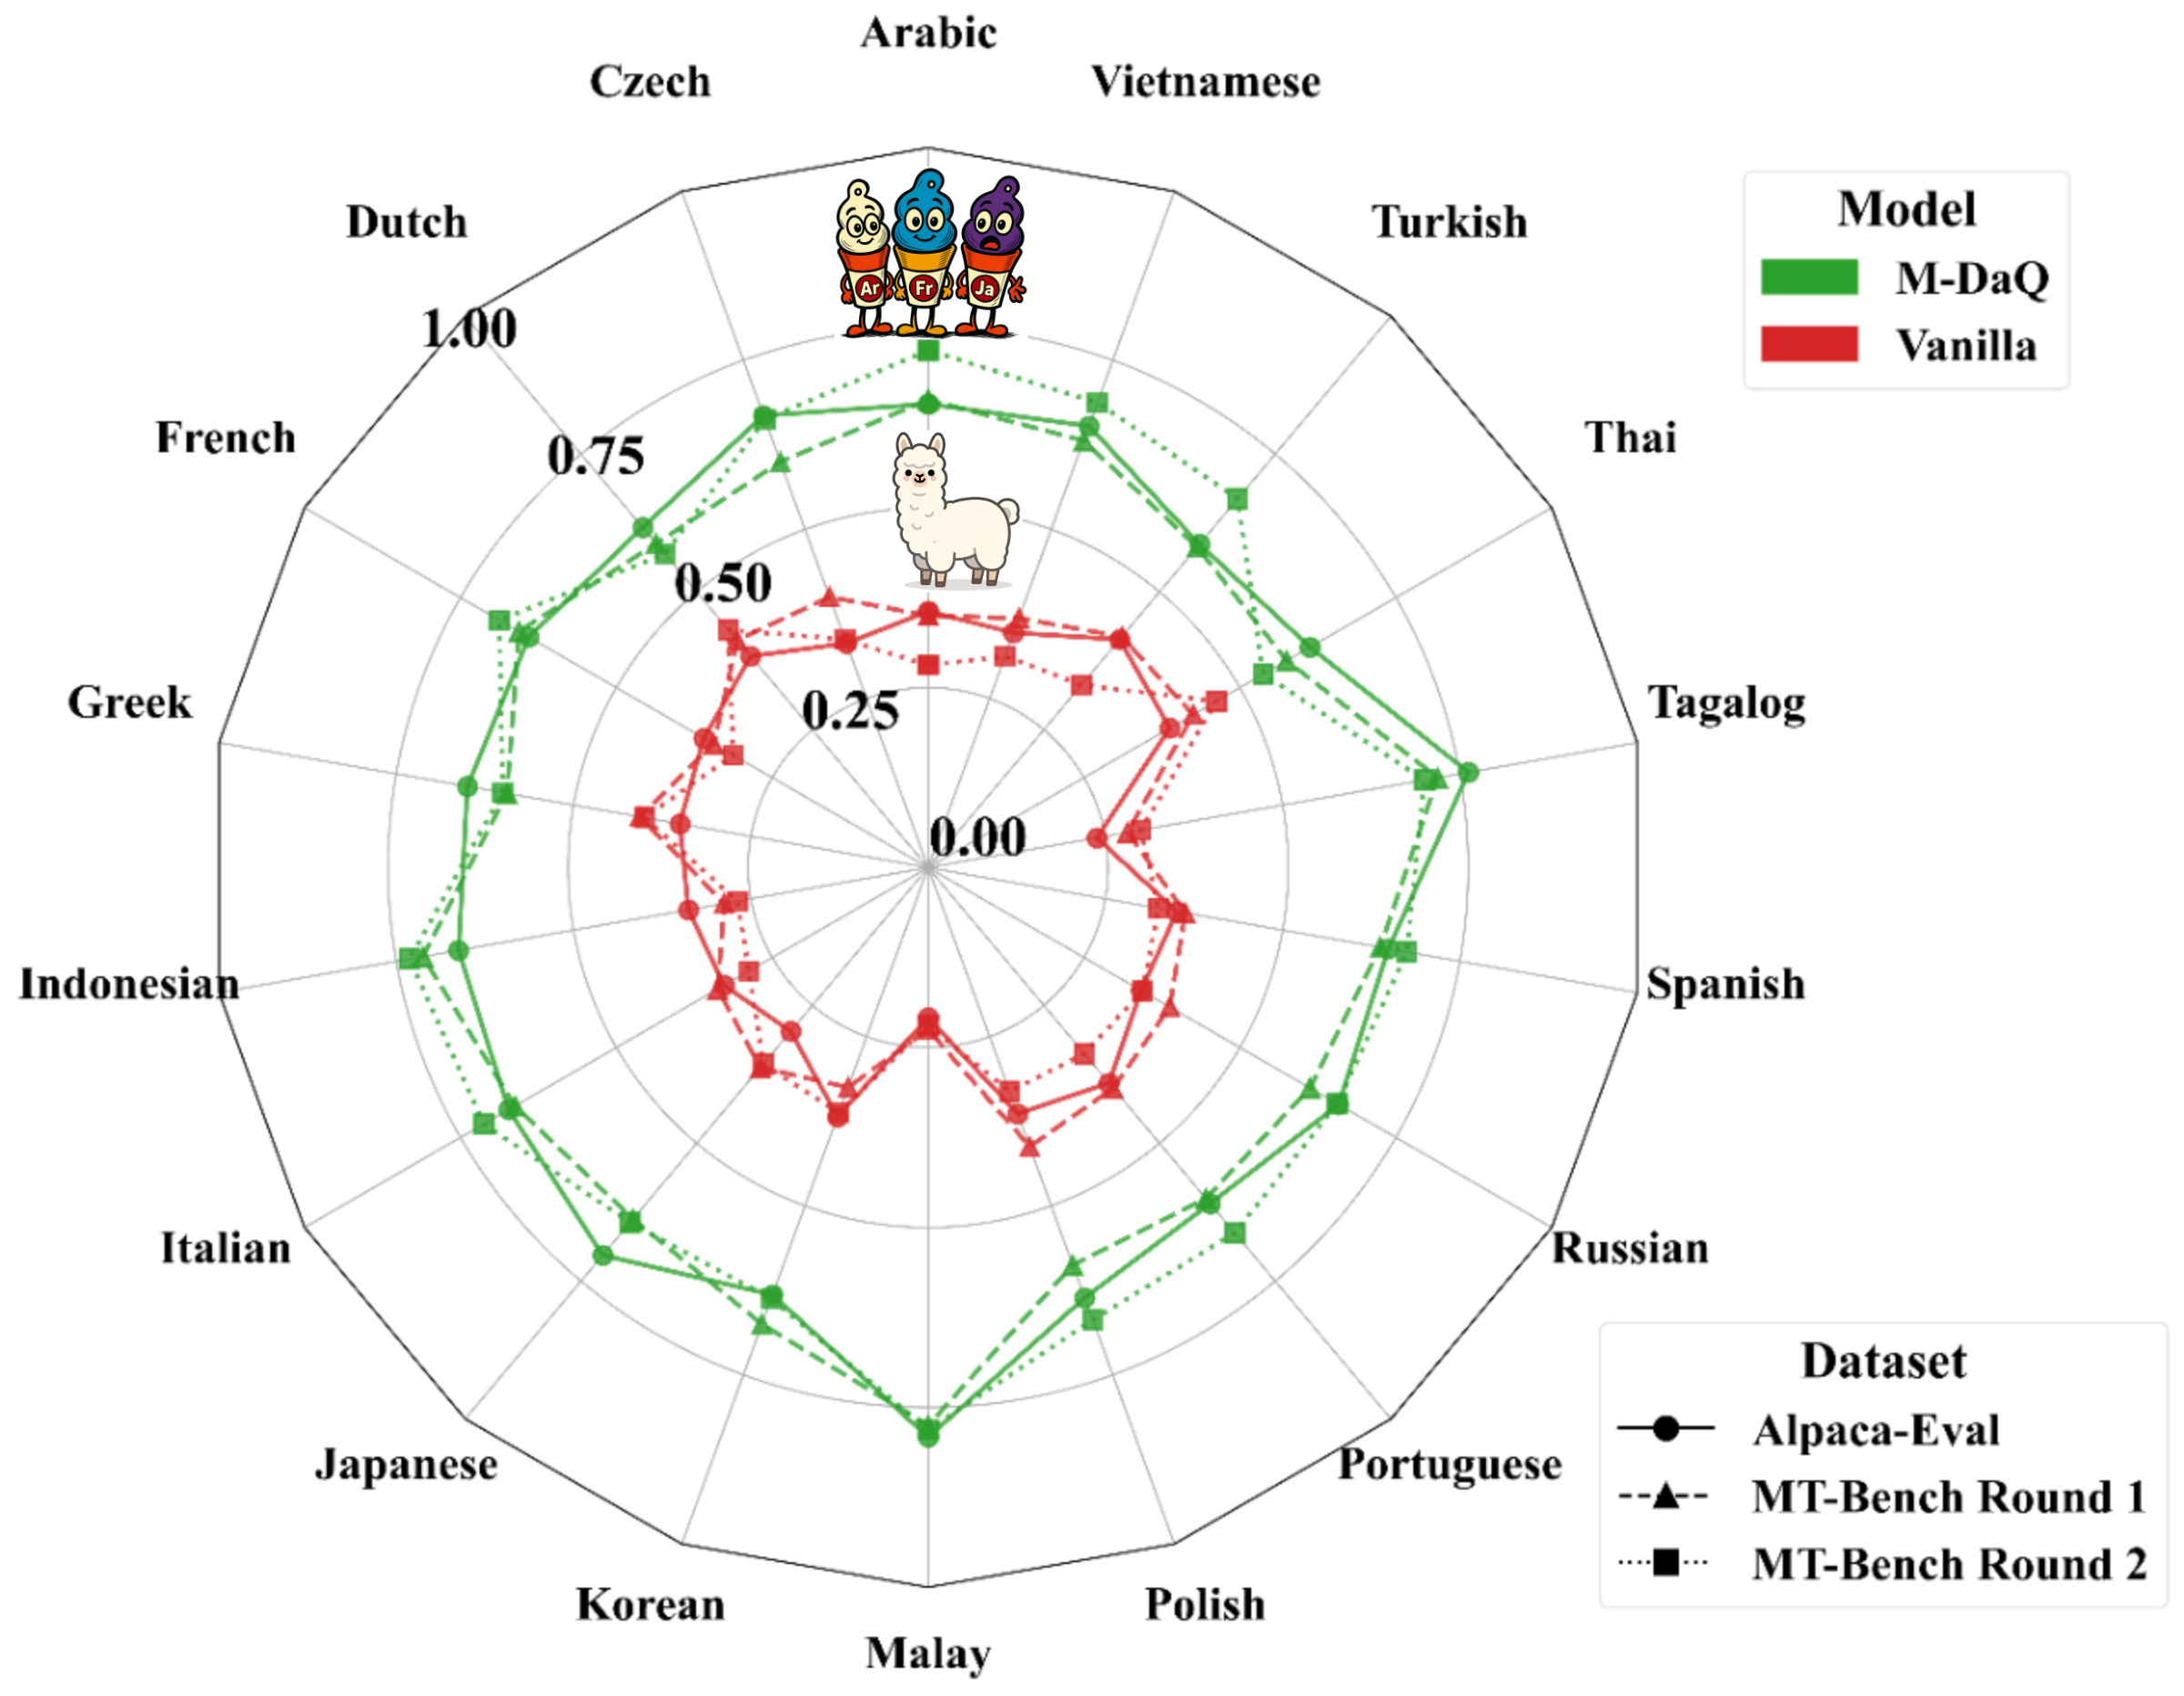 Arabic
Czech
Vietnamese
Dutch
Turkish
French
Thai
Greek
Tagalog
Indonesian
Spanish
Italian
Russian
Japanese
Portuguese
Korean
Polish
Malay
1.00
0.75
0.50
0.25
0.00
Ar
Fr
Ja
Model
M-DaQ
Vanilla
Dataset
Alpaca-Eval
MT-Bench Round 1
MT-Bench Round 2